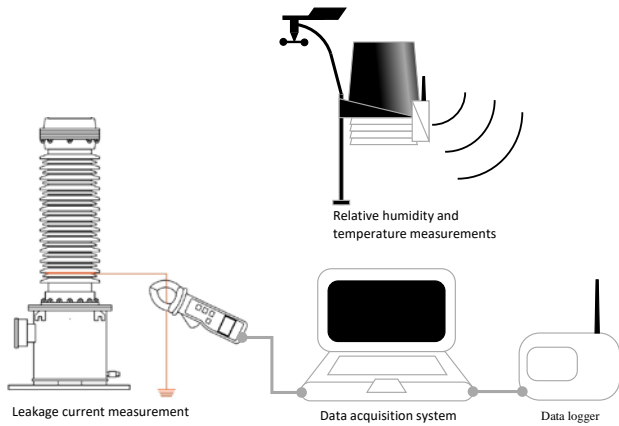 Relative humidity and
temperature measurements
Leakage current measurement
Data acquisition system
Data logger